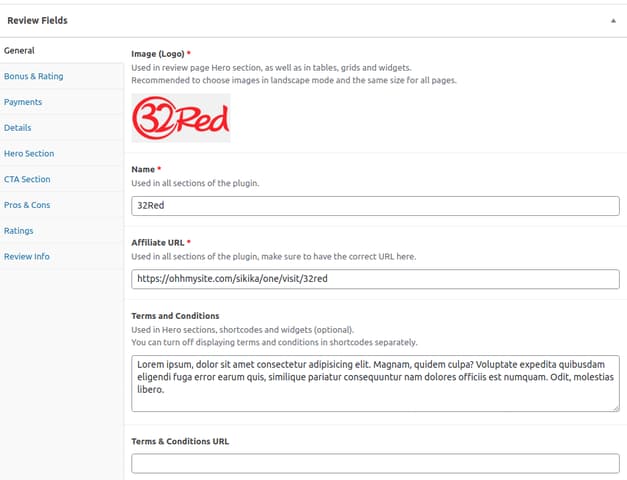 Review Fields
General
Bonus & Rating
Payments
Details
Hero Section
CTA Section
Pros & Cons
Ratings
Review Info
Image (Logo) *
Used in review page Hero section, as well as in tables, grids and widgets.
Recommended to choose images in landscape mode and the same size for all pages.
32Red
Name *
Used in all sections of the plugin.
32Red
Affiliate URL *
Used in all sections of the plugin, make sure to have the correct URL here.
https://ohhmysite.com/sikika/one/visit/32red
Terms and Conditions
Used in Hero sections, shortcodes and widgets (optional).
You can turn off displaying terms and conditions in shortcodes separately.
Lorem ipsum, dolor sit amet consectetur adipisicing elit. Magnam, quidem culpa? Voluptate expedita quibusdam
eligendi fuga error earum quis, similique pariatur consequuntur nam dolores officiis est numquam. Odit, molestias
libero.
Terms & Conditions URL